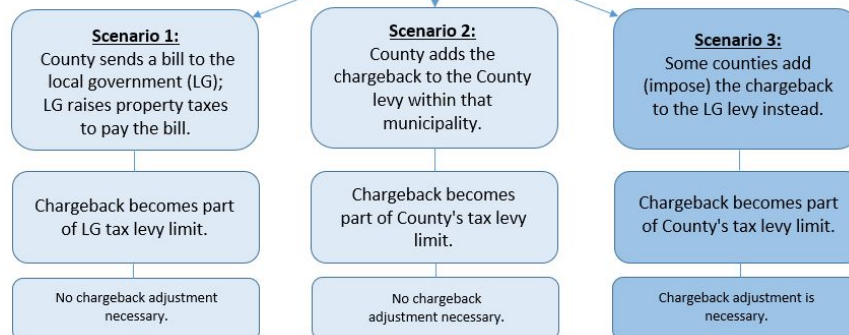 Scenario 1:
County sends a bill to the
local government (LG);
LG raises property taxes
to pay the bill.
Scenario 2:
County adds the
chargeback to the County
levy within that
municipality.
Scenario 3:
Some counties add
(impose) the chargeback
to the LG levy instead.
Chargeback becomes part
of LG tax levy limit.
Chargeback becomes
part of County's tax levy
limit.
Chargeback becomes part
of County's tax levy limit.
No chargeback adjustment
necessary.
No chargeback
adjustment necessary.
Chargeback adjustment is
necessary.